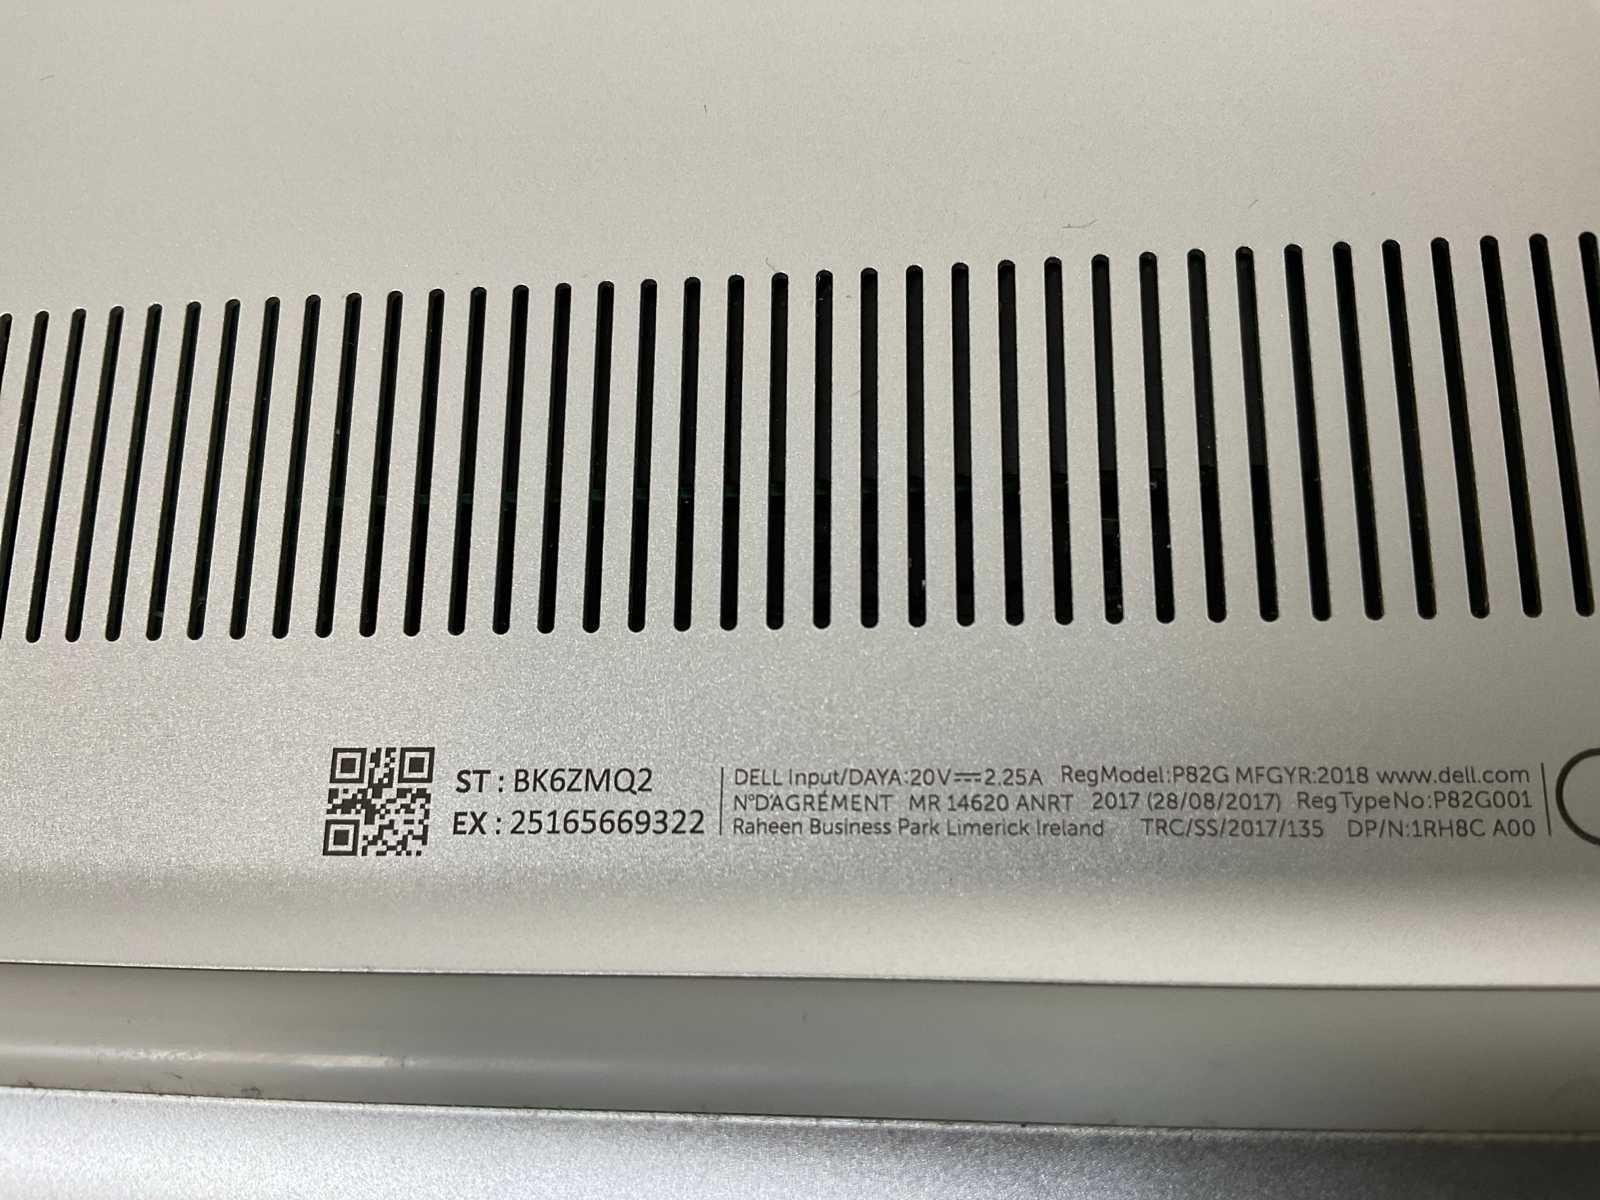 ST : BK6ZMQ2
EX : 25165669322
DELL Input/DAYA:20V⎓2.25A RegModel:P82G MFGYR:2018 www.dell.com
N°D'AGRÉMENT MR 14620 ANRT 2017 (28/08/2017) RegTypeNo:P82G001
Raheen Business Park Limerick Ireland TRC/SS/2017/135 DP/N:1RH8C A00